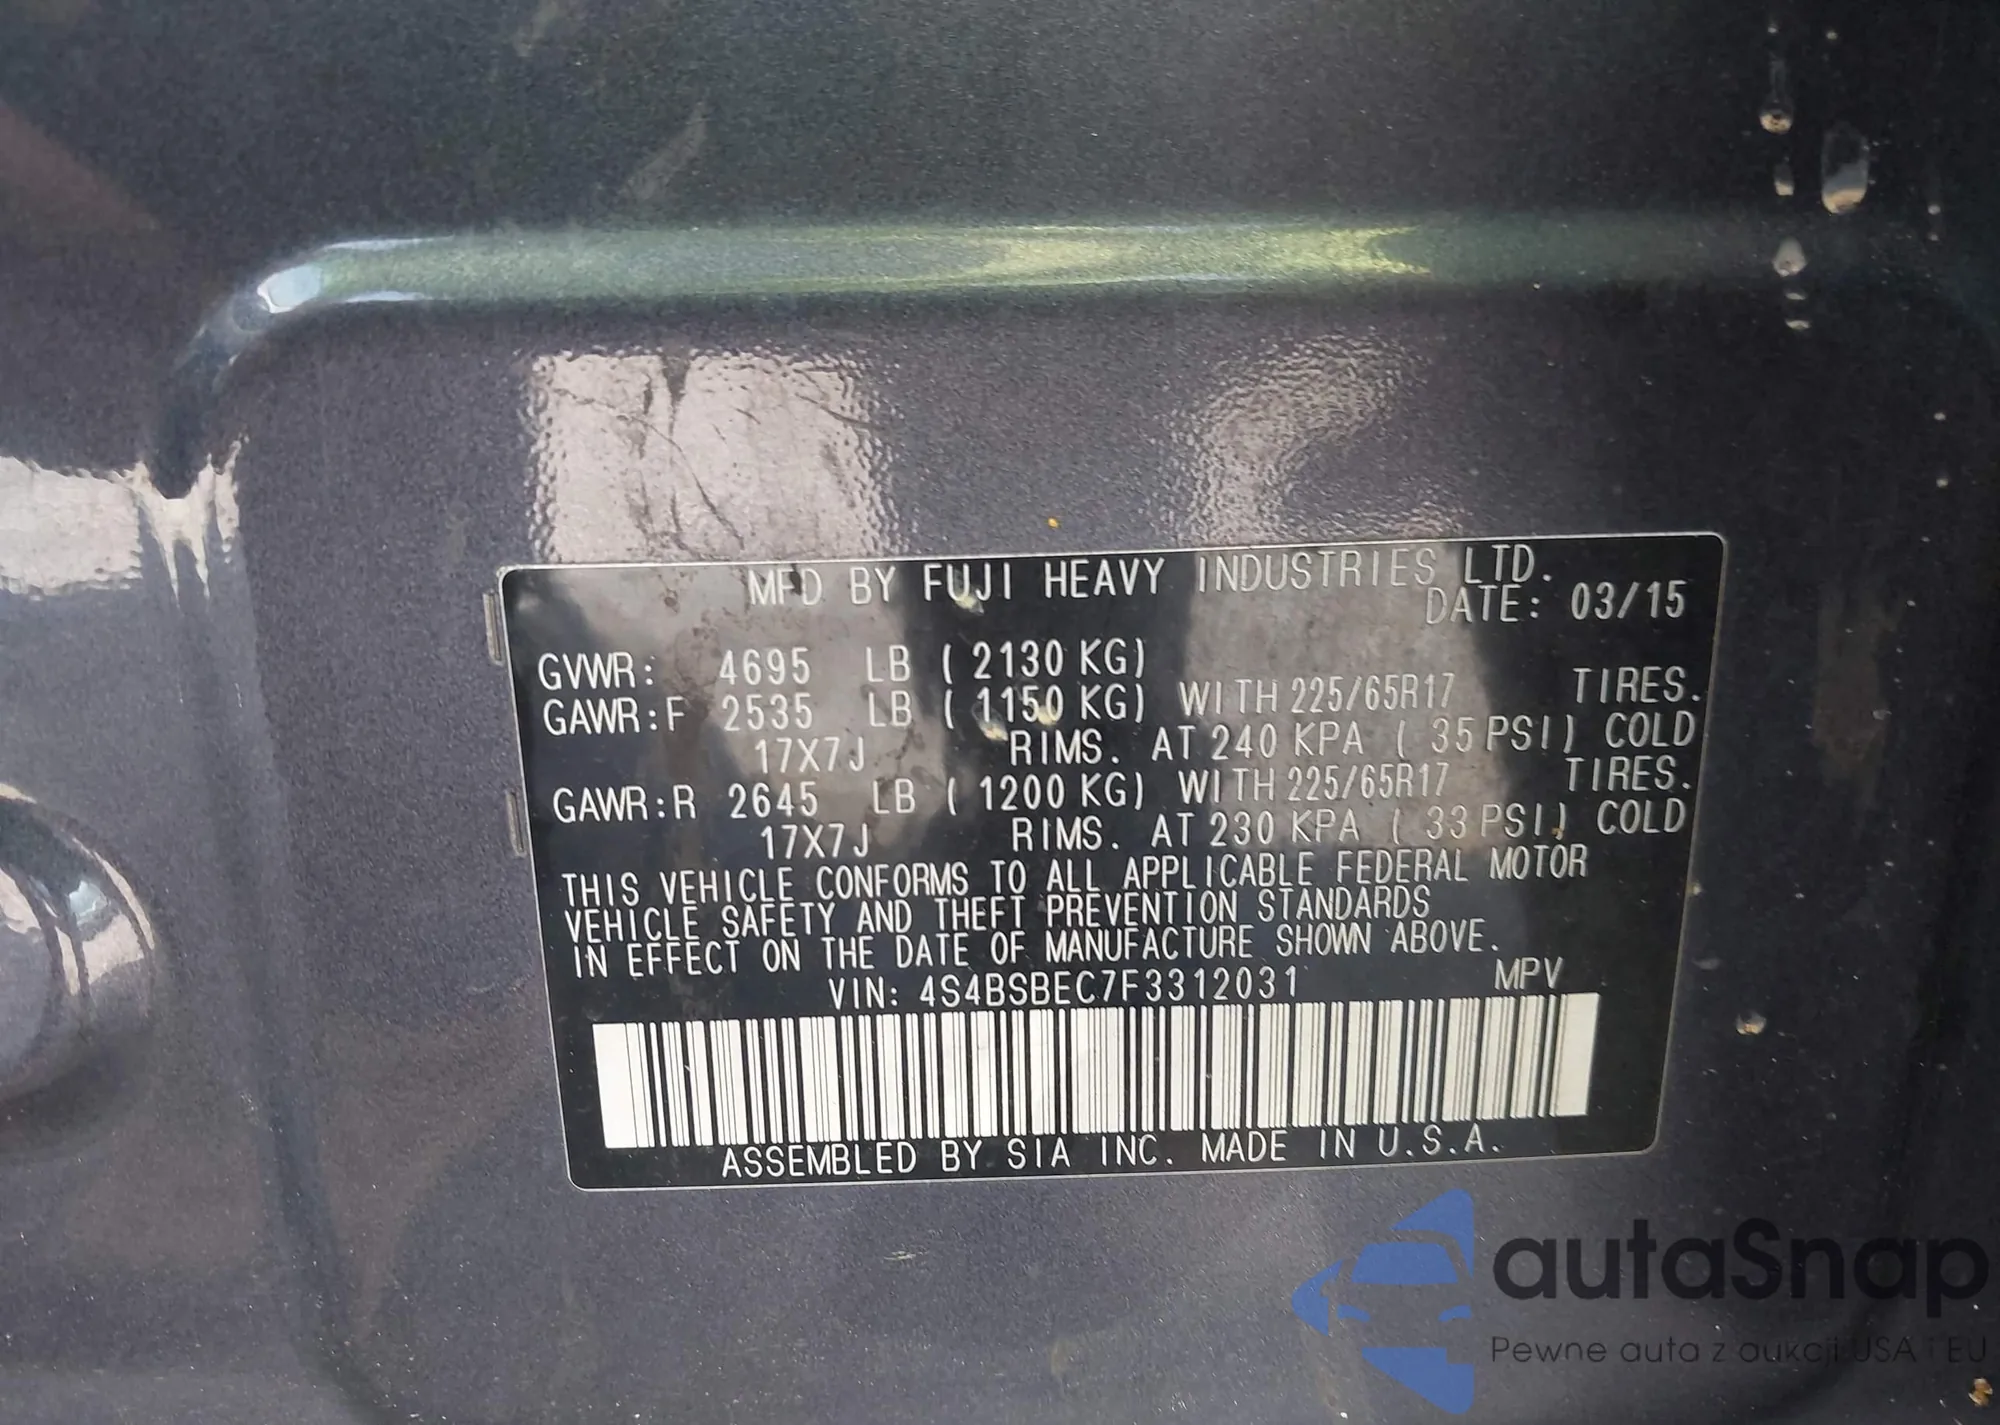 MFD BY FUJI HEAVY INDUSTRIES LTD.
DATE: 03/15
GVWR: 4695 LB ( 2130 KG)
GAWR:F 2535 LB ( 1150 KG) WITH 225/65R17 TIRES.
17X7J RIMS. AT 240 KPA ( 35 PSI) COLD
GAWR:R 2645 LB ( 1200 KG) WITH 225/65R17 TIRES.
17X7J RIMS. AT 230 KPA ( 33 PSI) COLD
THIS VEHICLE CONFORMS TO ALL APPLICABLE FEDERAL MOTOR
VEHICLE SAFETY AND THEFT PREVENTION STANDARDS
IN EFFECT ON THE DATE OF MANUFACTURE SHOWN ABOVE.
VIN: 4S4BSBEC7F3312031 MPV
ASSEMBLED BY SIA INC. MADE IN U.S.A.
autaSnap
Pewne auta z aukcji USA i EU